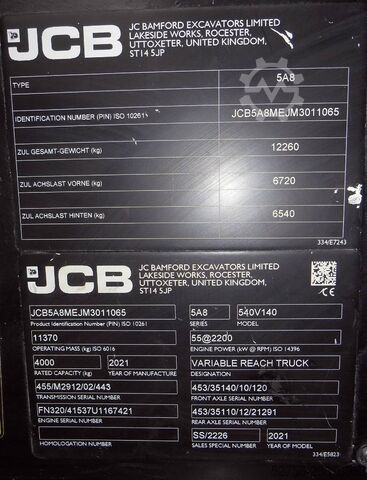 JCB
JC BAMFORD EXCAVATORS LIMITED
LAKESIDE WORKS, ROCESTER,
UTTOXETER, UNITED KINGDOM,
ST14 5JP
TYPE 5A8
IDENTIFICATION NUMBER (PIN) ISO 10261 JCB5A8MEJM3011065
ZUL GESAMT-GEWICHT (kg) 12260
ZUL ACHSLAST VORNE (kg) 6720
ZUL ACHSLAST HINTEN (kg) 6540
334/E7243
JCB
JC BAMFORD EXCAVATORS LIMITED
LAKESIDE WORKS, ROCESTER,
UTTOXETER, UNITED KINGDOM,
ST14 5JP
CE
JCB5A8MEJM3011065 5A8 540V140
Product Identification Number (PIN) ISO 10261 SERIES MODEL
11370 55@2200
OPERATING MASS (kg) ISO 6016 ENGINE POWER (kW @ RPM) ISO 14396
4000 2021 VARIABLE REACH TRUCK
RATED CAPACITY (kg) YEAR OF MANUFACTURE DESIGNATION
455/M2912/02/443 453/35140/10/120
TRANSMISSION SERIAL NUMBER FRONT AXLE SERIAL NUMBER
FN320/41537U1167421 453/35110/12/21291
ENGINE SERIAL NUMBER REAR AXLE SERIAL NUMBER
SS/2226 2021
HOMOLOGATION NUMBER SALES SPECIAL NUMBER YEAR OF MODEL
334/E5823